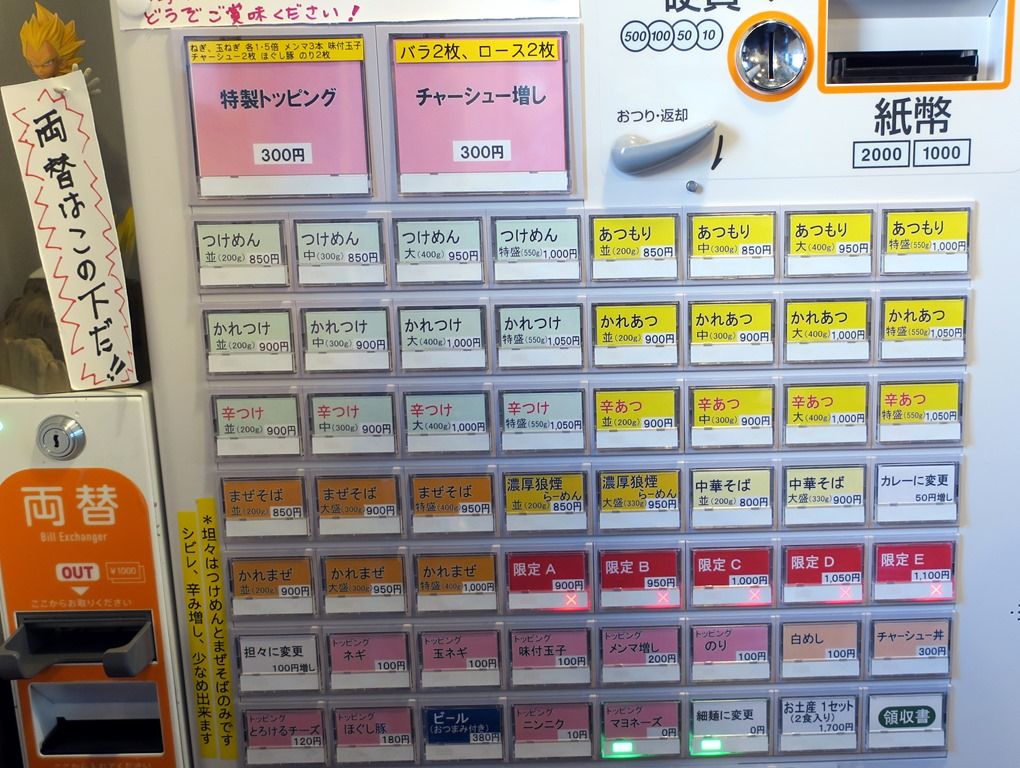 どうぞご賞味ください！
ねぎ、玉ねぎ 各1・5倍 メンマ3本 味付玉子
チャーシュー2枚 ほぐし豚 のり2枚
特製トッピング
300円
バラ2枚、ロース2枚
チャーシュー増し
300円
500 100 50 10
おつり・返却
紙幣
2000 1000
両替はこの下だ!!
つけめん
並(200g) 850円
つけめん
中(300g) 850円
つけめん
大(400g) 950円
つけめん
特盛(550g) 1,000円
あつもり
並(200g) 850円
あつもり
中(300g) 850円
あつもり
大(400g) 950円
あつもり
特盛(550g) 1,000円
かれつけ
並(200g) 900円
かれつけ
中(300g) 900円
かれつけ
大(400g) 1,000円
かれつけ
特盛(550g) 1,050円
かれあつ
並(200g) 900円
かれあつ
中(300g) 900円
かれあつ
大(400g) 1,000円
かれあつ
特盛(550g) 1,050円
辛つけ
並(200g) 900円
辛つけ
中(300g) 900円
辛つけ
大(400g) 1,000円
辛つけ
特盛(550g) 1,050円
辛あつ
並(200g) 900円
辛あつ
中(300g) 900円
辛あつ
大(400g) 1,000円
辛あつ
特盛(550g) 1,050円
まぜそば
並(200g) 850円
まぜそば
大盛(300g) 900円
まぜそば
特盛(400g) 950円
濃厚狼煙
らーめん
並(200g) 850円
濃厚狼煙
らーめん
大盛(330g) 950円
中華そば
並(200g) 800円
中華そば
大盛(330g) 900円
カレーに変更
50円増し
かれまぜ
並(200g) 900円
かれまぜ
大盛(300g) 950円
かれまぜ
特盛(400g) 1,000円
限定 A
900円
限定 B
950円
限定 C
1,000円
限定 D
1,050円
限定 E
1,100円
担々に変更
100円増し
トッピング
ネギ
100円
トッピング
玉ネギ
100円
トッピング
味付玉子
100円
トッピング
メンマ増し
200円
トッピング
のり
100円
白めし
100円
チャーシュー丼
300円
トッピング
とろけるチーズ
120円
トッピング
ほぐし豚
180円
ビール
(おつまみ付き)
380円
トッピング
ニンニク
10円
トッピング
マヨネーズ
0円
細麺に変更
0円
お土産 1セット
(2食入り)
1,700円
領収書
＊担々はつけめんとまぜそばのみです
シビレ、辛み増し、少なめ出来ます
両替
Bill Exchanger
OUT ¥1000
ここからお取りください